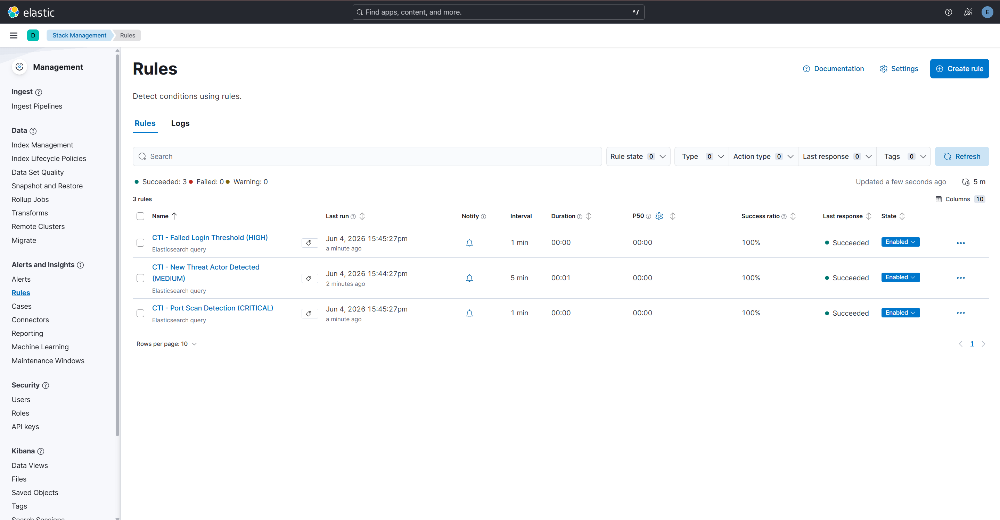 elastic
Find apps, content, and more.
^/
E
D
Stack Management
Rules
Management
Ingest
Ingest Pipelines
Data
Index Management
Index Lifecycle Policies
Data Set Quality
Snapshot and Restore
Rollup Jobs
Transforms
Remote Clusters
Migrate
Alerts and Insights
Alerts
Rules
Cases
Connectors
Reporting
Machine Learning
Maintenance Windows
Security
Users
Roles
API keys
Kibana
Data Views
Files
Saved Objects
Tags
Search Sessions
Rules
Documentation
Settings
Create rule
Detect conditions using rules.
Rules Logs
Search
Rule state 0
Type 0
Action type 0
Last response 0
Tags 0
Refresh
Succeeded: 3 Failed: 0 Warning: 0
Updated a few seconds ago
5 m
3 rules
Columns 10
Name Last run Notify Interval Duration P50 Success ratio Last response State
CTI - Failed Login Threshold (HIGH)
Elasticsearch query
Jun 4, 2026 15:45:27pm
a minute ago
1 min 00:00 00:00 100% Succeeded Enabled
CTI - New Threat Actor Detected
(MEDIUM)
Elasticsearch query
Jun 4, 2026 15:44:27pm
2 minutes ago
5 min 00:01 00:00 100% Succeeded Enabled
CTI - Port Scan Detection (CRITICAL)
Elasticsearch query
Jun 4, 2026 15:45:27pm
a minute ago
1 min 00:00 00:00 100% Succeeded Enabled
Rows per page: 10
1